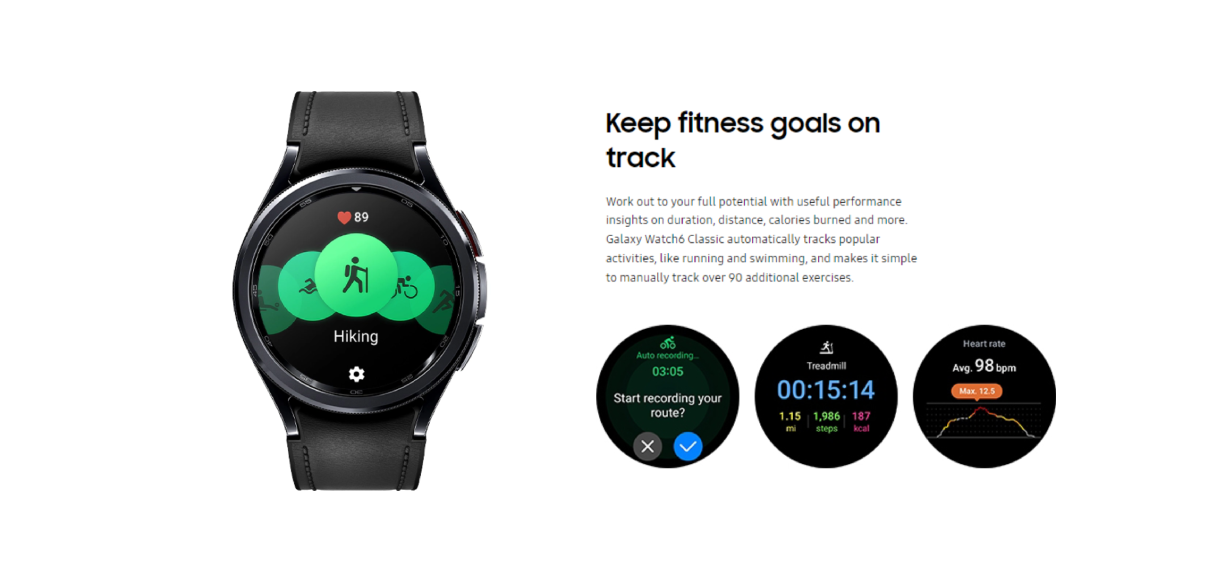 Keep fitness goals on
track
Work out to your full potential with useful performance
insights on duration, distance, calories burned and more.
Galaxy Watch6 Classic automatically tracks popular
activities, like running and swimming, and makes it simple
to manually track over 90 additional exercises.
89
Hiking
Auto recording...
03:05
Start recording your
route?
Treadmill
00:15:14
1.15 1,986 187
mi steps kcal
Heart rate
Avg. 98 bpm
Max. 12.5